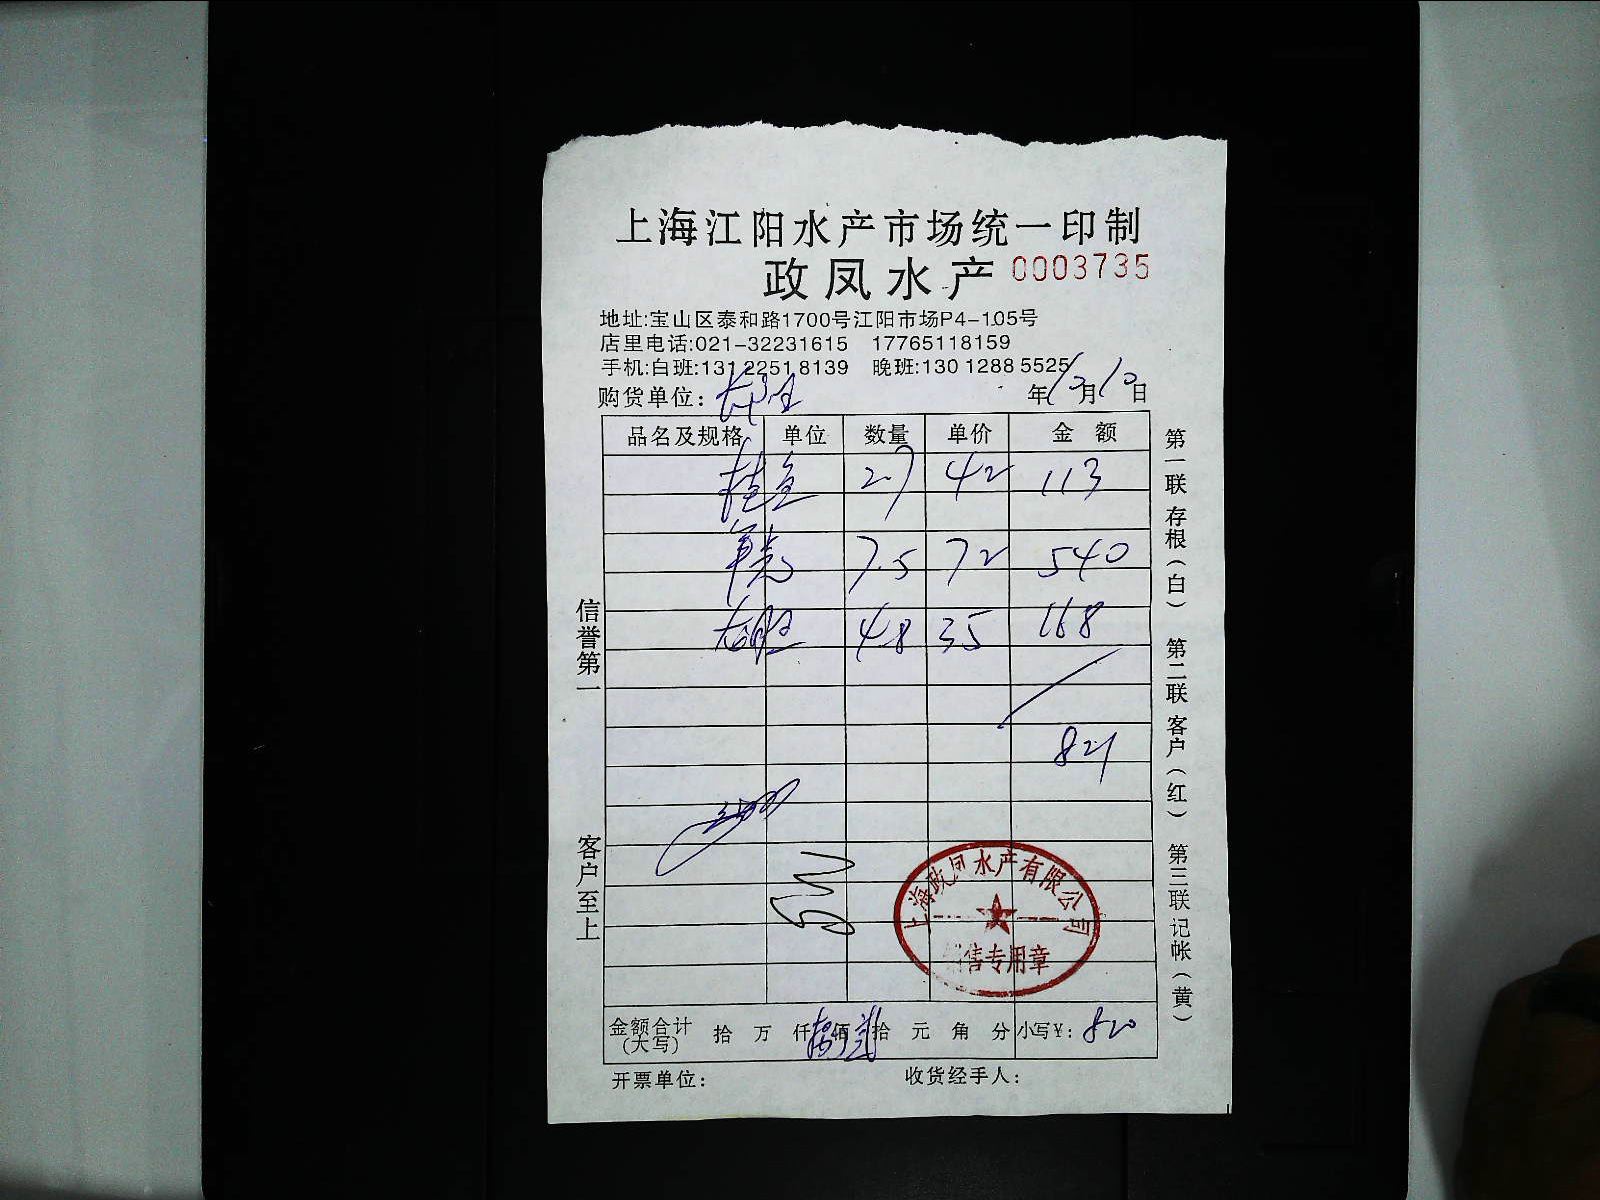 上海江阳水产市场统一印制
政凤水产 0003735
地址:宝山区泰和路1700号江阳市场P4-105号
店里电话:021-32231615 17765118159
手机:白班:131 2251 8139 晚班:130 1288 5525
购货单位: 年10月10日
品名及规格 单位 数量 单价 金额
桂鱼 2.7 42 113
7.5 72 540
4.8 35 168
821
上海政凤水产有限公司
销售专用章
金额合计(大写) 拾 万 仟 佰 拾 元 角 分 小写¥: 820
开票单位: 收货经手人:
信誉第一
客户至上
第一联 存根(白) 第二联 客户(红) 第三联 记帐(黄)